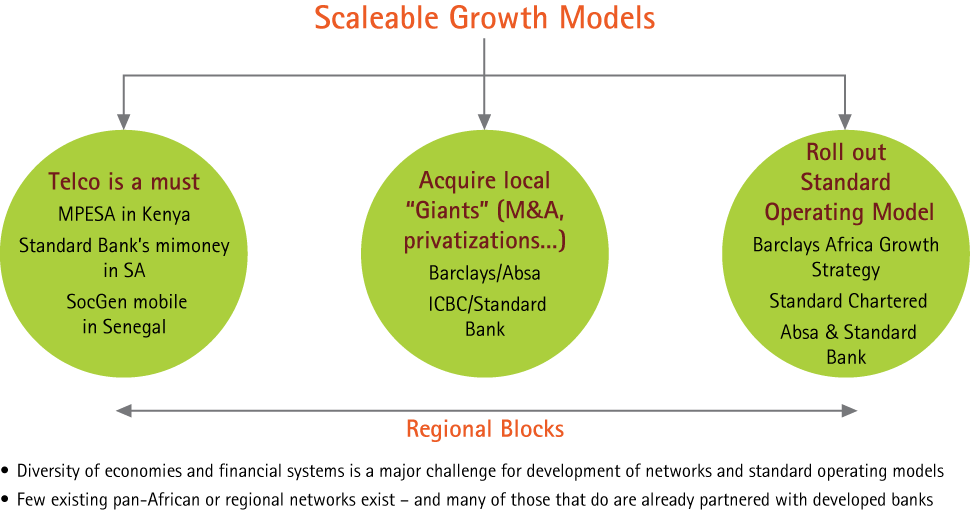 Scaleable Growth Models
Telco is a must
MPESA in Kenya
Standard Bank's mimoney
in SA
SocGen mobile
in Senegal
Acquire local
“Giants” (M&A,
privatizations...)
Barclays/Absa
ICBC/Standard
Bank
Roll out
Standard
Operating Model
Barclays Africa Growth
Strategy
Standard Chartered
Absa & Standard
Bank
Regional Blocks
• Diversity of economies and financial systems is a major challenge for development of networks and standard operating models
• Few existing pan-African or regional networks exist – and many of those that do are already partnered with developed banks